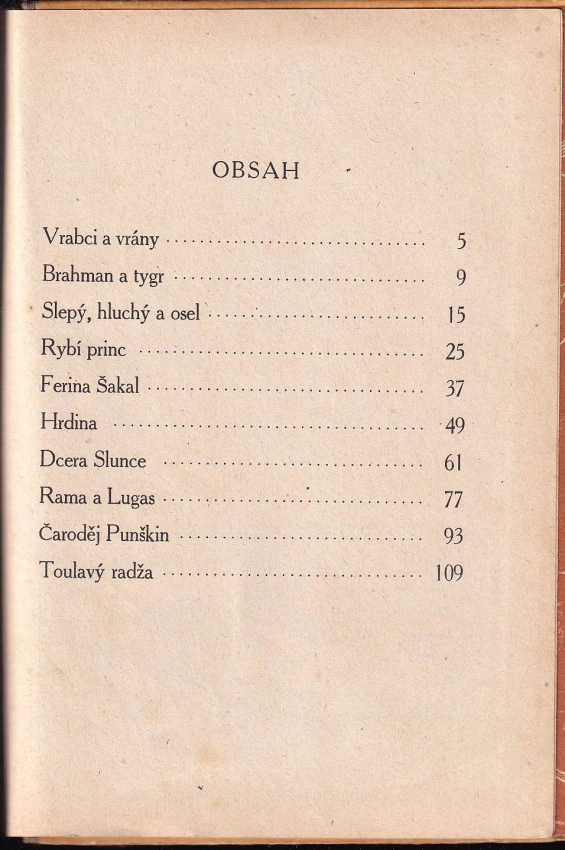 OBSAH
Vrabci a vrány 5
Brahman a tygr 9
Slepý, hluchý a osel 15
Rybí princ 25
Ferina Šakal 37
Hrdina 49
Dcera Slunce 61
Rama a Lugas 77
Čaroděj Punškin 93
Toulavý radža 109